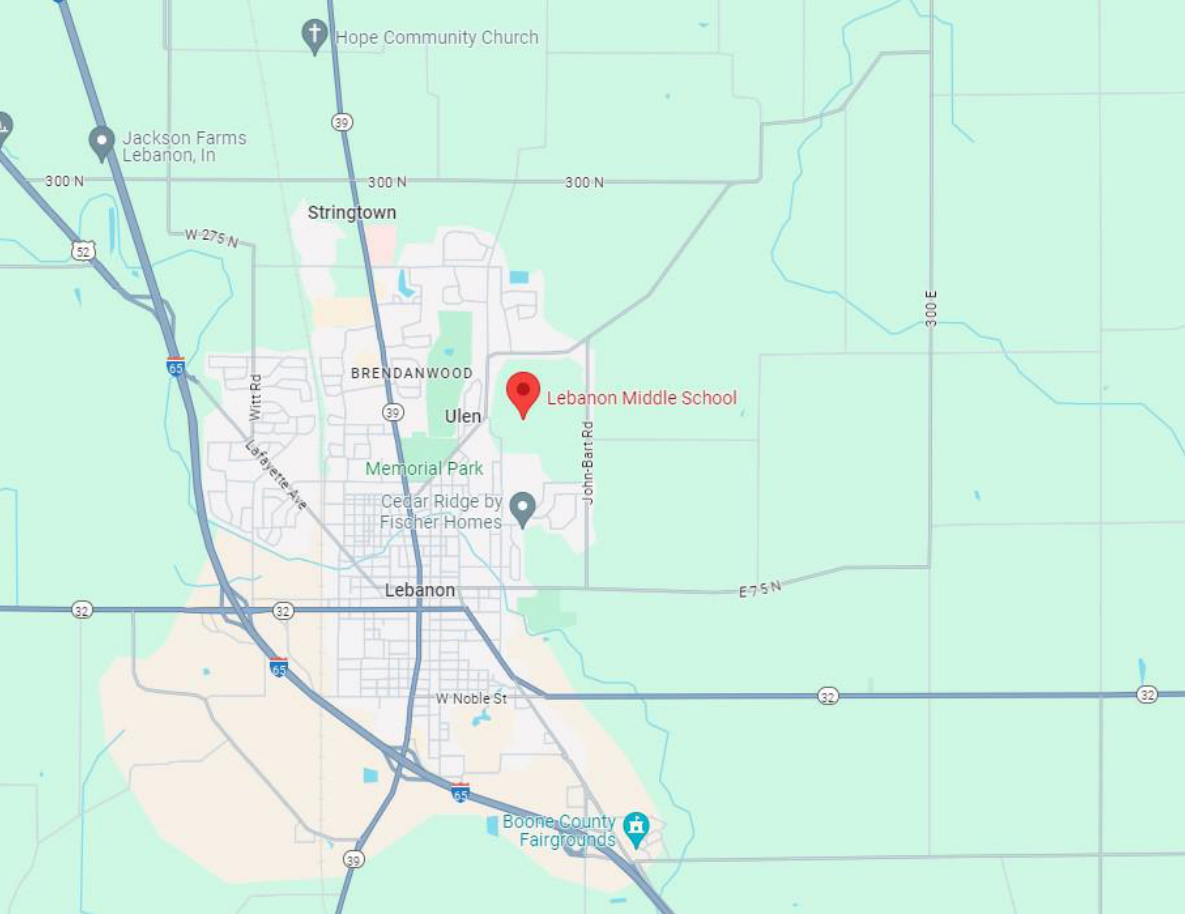 Hope Community Church
39
Jackson Farms
Lebanon, In
300 N
300 N
300 N
Stringtown
W 275 N
52
300 E
65
BRENDANWOOD
Witt Rd
Lebanon Middle School
39
Ulen
John-Bart Rd
Lafayette Ave
Memorial Park
Cedar Ridge by
Fischer Homes
Lebanon
E 75 N
32
32
65
32
32
W Noble St
65
Boone County
Fairgrounds
39